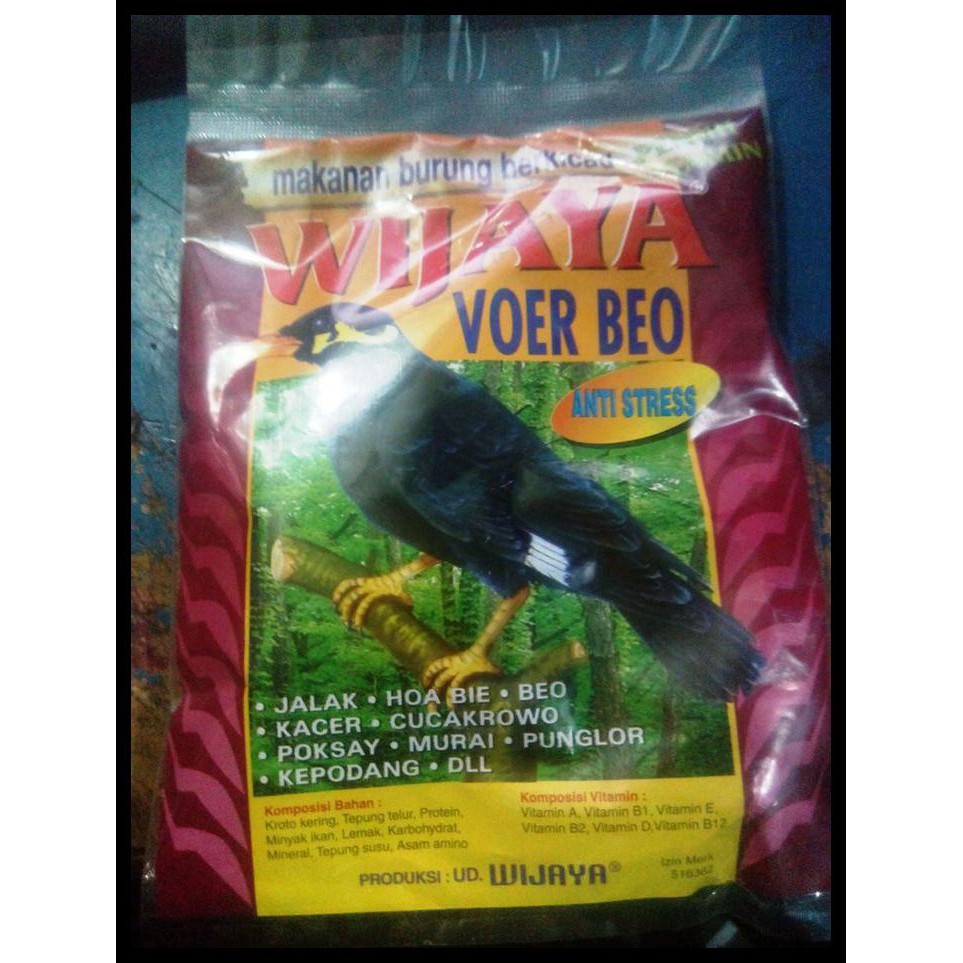 makanan burung berkicau
WIJAYA
VOER BEO
ANTI STRESS
• JALAK • HOA BIE • BEO
• KACER • CUCAKROWO
• POKSAY • MURAI • PUNGLOR
• KEPODANG • DLL
Komposisi Bahan :
Kroto kering, Tepung telur, Protein,
Minyak ikan, Lemak, Karbohydrat,
Mineral, Tepung susu, Asam amino
Komposisi Vitamin :
Vitamin A, Vitamin B1, Vitamin E,
Vitamin B2, Vitamin D,Vitamin B12
PRODUKSI : UD. WIJAYA®
Izin Merk
516362